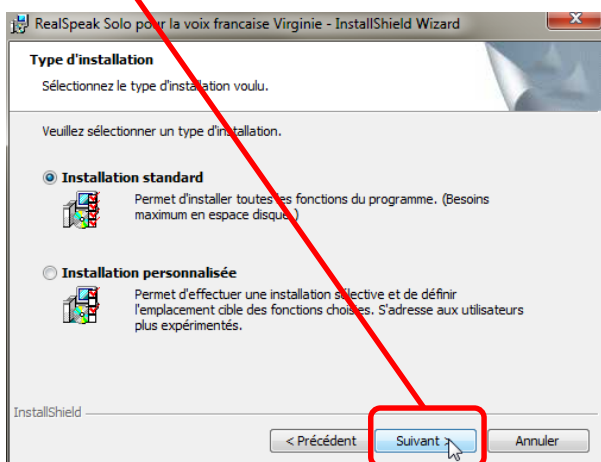 RealSpeak Solo pour la voix francaise Virginie - InstallShield Wizard
Type d'installation
Sélectionnez le type d'installation voulu.
Veuillez sélectionner un type d'installation.
Installation standard
Permet d'installer toutes les fonctions du programme. (Besoins
maximum en espace disque.)
Installation personnalisée
Permet d'effectuer une installation sélective et de définir
l'emplacement cible des fonctions choisies. S'adresse aux utilisateurs
plus expérimentés.
InstallShield
< Précédent Suivant > Annuler